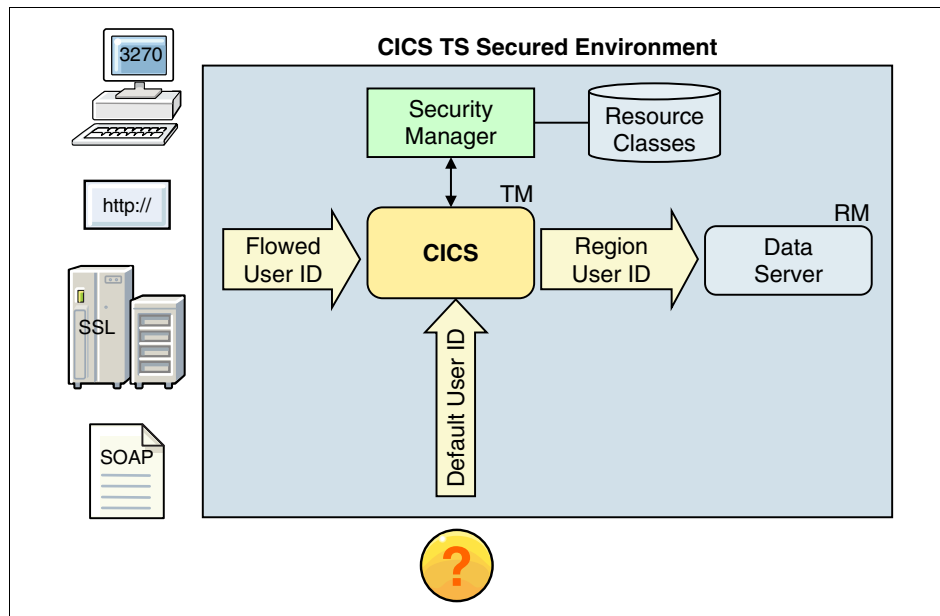 CICS TS Secured Environment
3270
Security
Manager
Resource
Classes
http://
TM
RM
Flowed
User ID
CICS
Region
User ID
Data
Server
SSL
Default User ID
SOAP
?